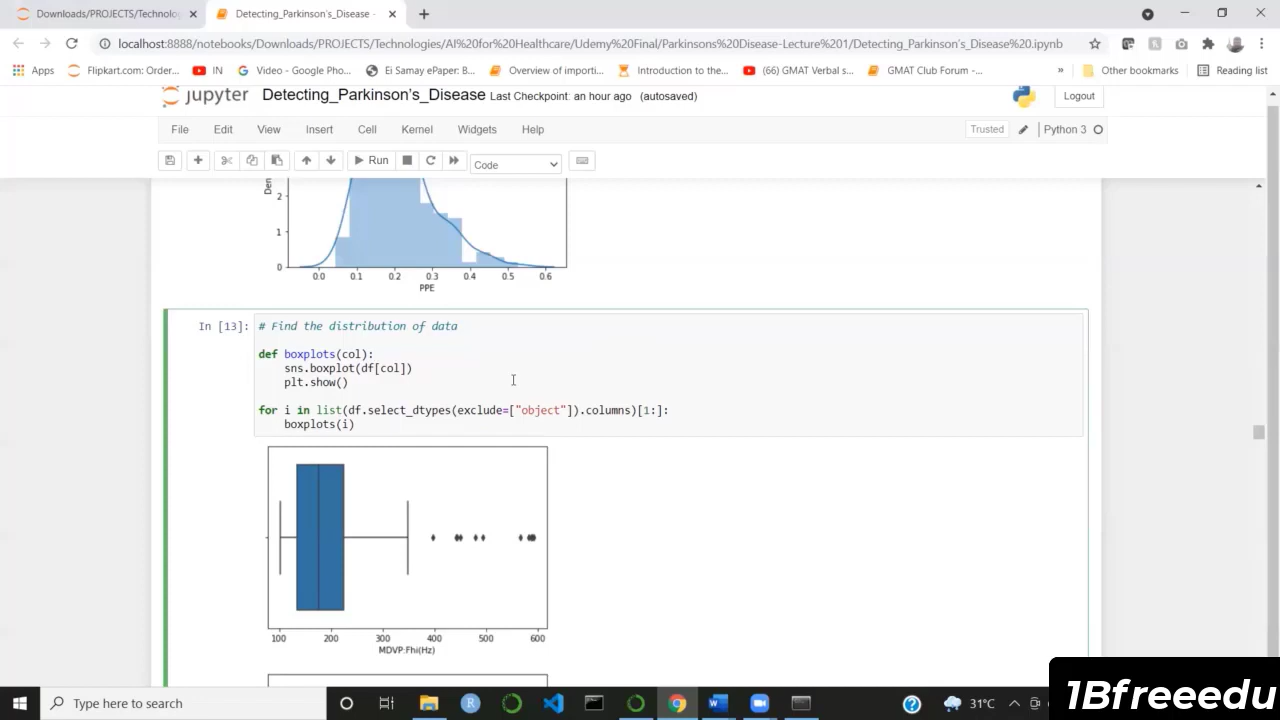 Downloads/PROJECTS/Technolog
Detecting_Parkinson's_Disease -
localhost:8888/notebooks/Downloads/PROJECTS/Technologies/AI%20for%20Healthcare/Udemy%20Final/Parkinsons%20Disease-Lecture%201/Detecting_Parkinson's_Disease%20.ipynb
Apps
Flipkart.com: Order...
IN
Video - Google Pho...
Ei Samay ePaper: B...
Overview of importi...
Introduction to the...
(66) GMAT Verbal s...
GMAT Club Forum -...
»
Other bookmarks
Reading list
jupyter Detecting_Parkinson's_Disease Last Checkpoint: an hour ago (autosaved)
Logout
File Edit View Insert Cell Kernel Widgets Help
Trusted
Python 3
Run
Code
Den
2
1
0
0.0 0.1 0.2 0.3 0.4 0.5 0.6
PPE
In [13]: # Find the distribution of data
def boxplots(col):
sns.boxplot(df[col])
plt.show()
for i in list(df.select_dtypes(exclude=["object"]).columns)[1:]:
boxplots(i)
100 200 300 400 500 600
MDVP:Fhi(Hz)
Type here to search
31°C
1Bfreeedu